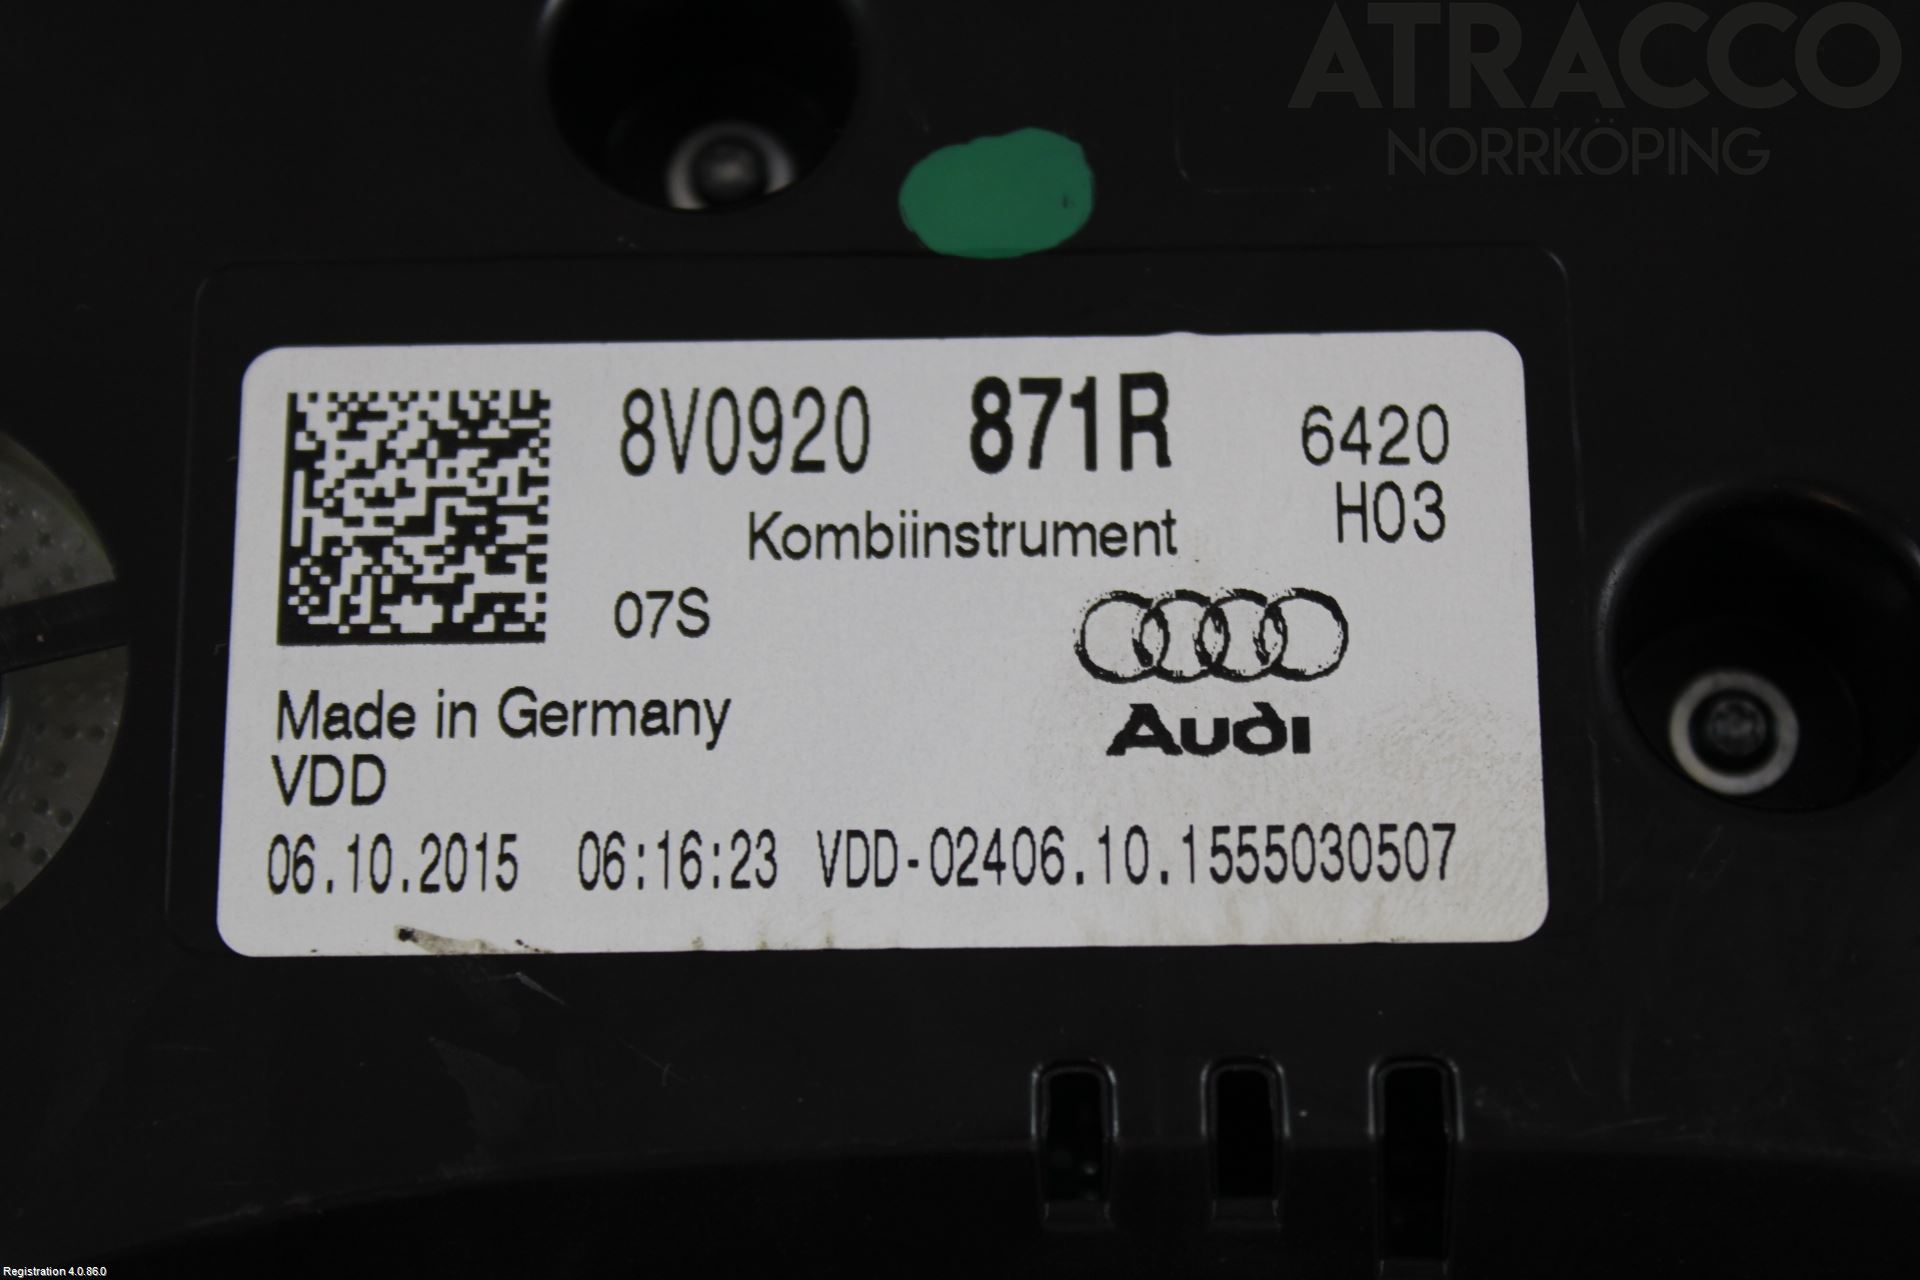 ATRACCO
NORRKÖPING
8V0920 871R 6420
H03
Kombiinstrument
07S
Audi
Made in Germany
VDD
06.10.2015 06:16:23 VDD-02406.10.1555030507
Registration 4.0.86.0